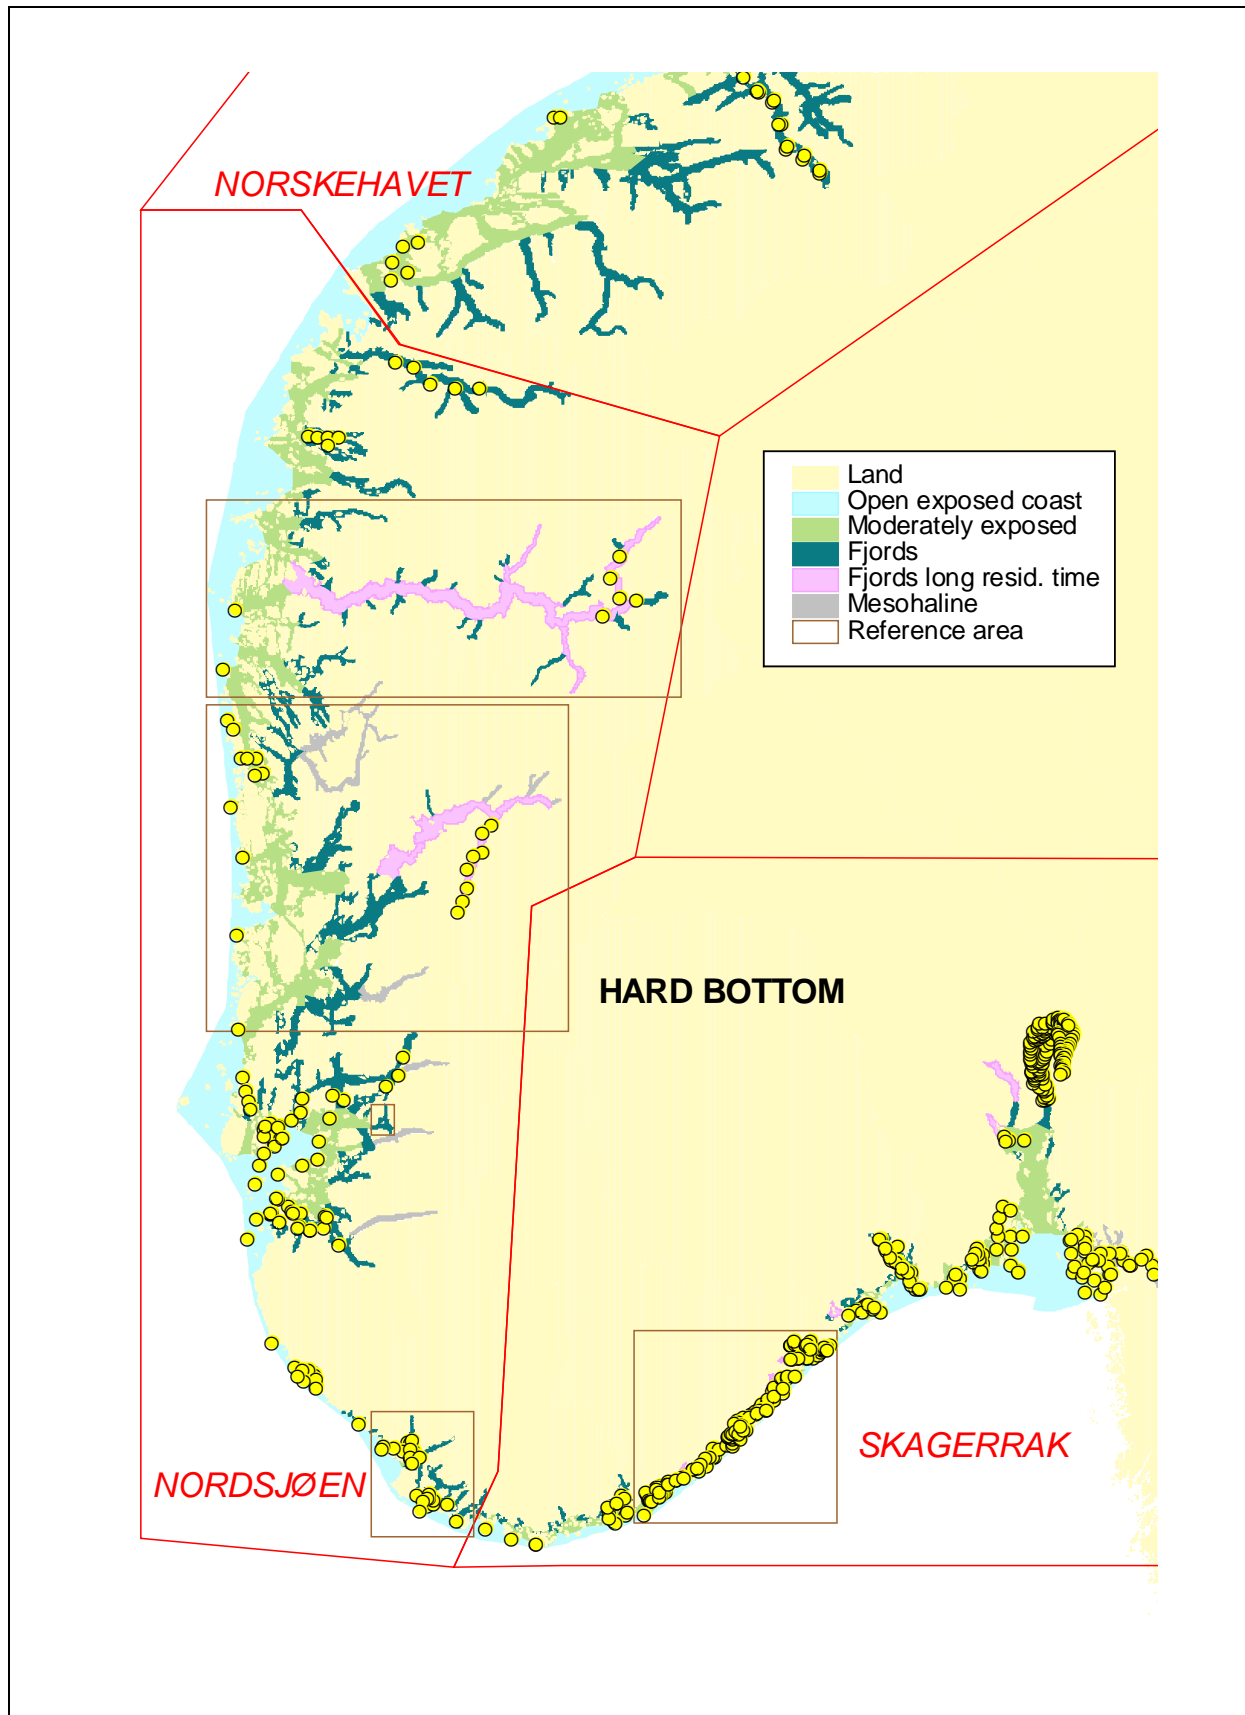 NORSKEHAVET
Land
Open exposed coast
Moderately exposed
Fjords
Fjords long resid. time
Mesohaline
Reference area
HARD BOTTOM
SKAGERRAK
NORDSJØEN